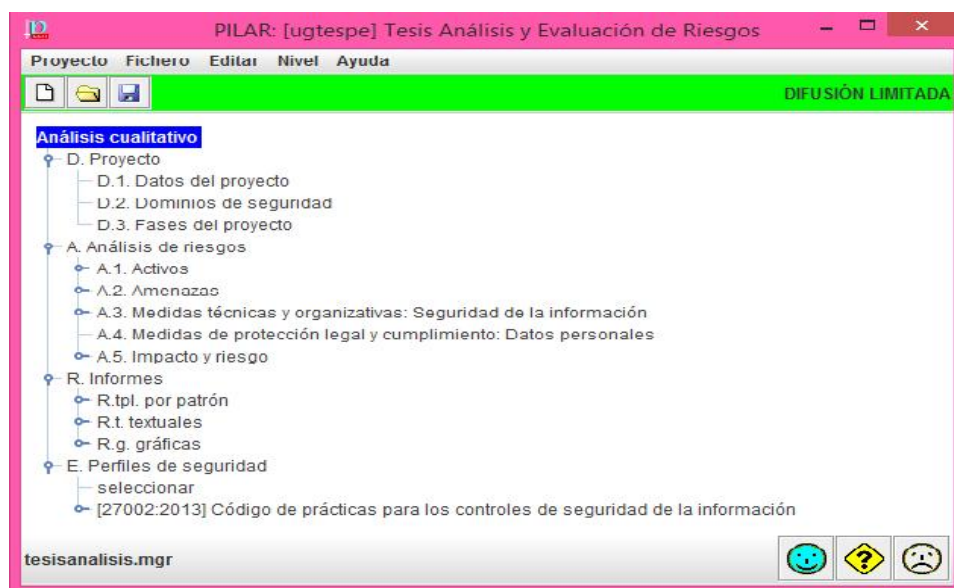 PILAR: [ugtespe] Tesis Análisis y Evaluación de Riesgos
Proyecto Fichero Editar Nivel Ayuda
DIFUSIÓN LIMITADA
Análisis cualitativo
D. Proyecto
D.1. Datos del proyecto
D.2. Dominios de seguridad
D.3. Fases del proyecto
A. Análisis de riesgos
A.1. Activos
A.2. Amenazas
A.3. Medidas técnicas y organizativas: Seguridad de la información
A.4. Medidas de protección legal y cumplimiento: Datos personales
A.5. Impacto y riesgo
R. Informes
R.tpl. por patrón
R.t. textuales
R.g. gráficas
E. Perfiles de seguridad
seleccionar
[27002:2013] Código de prácticas para los controles de seguridad de la información
tesisanalisis.mgr